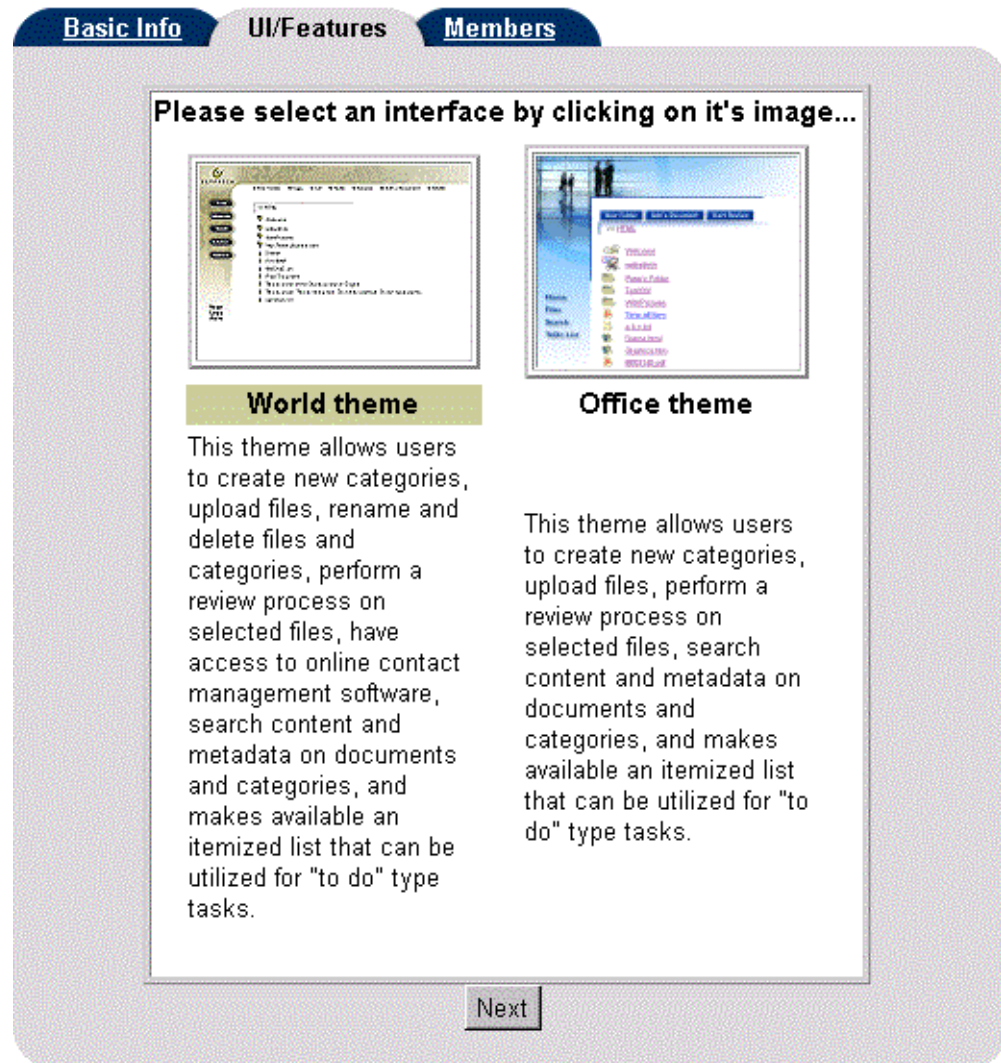 Basic Info
UI/Features
Members
Please select an interface by clicking on it's image...
World theme
This theme allows users
to create new categories,
upload files, rename and
delete files and
categories, perform a
review process on
selected files, have
access to online contact
management software,
search content and
metadata on documents
and categories, and
makes available an
itemized list that can be
utilized for "to do" type
tasks.
Office theme
This theme allows users
to create new categories,
upload files, perform a
review process on
selected files, search
content and metadata on
documents and
categories, and makes
available an itemized list
that can be utilized for "to
do" type tasks.
Next